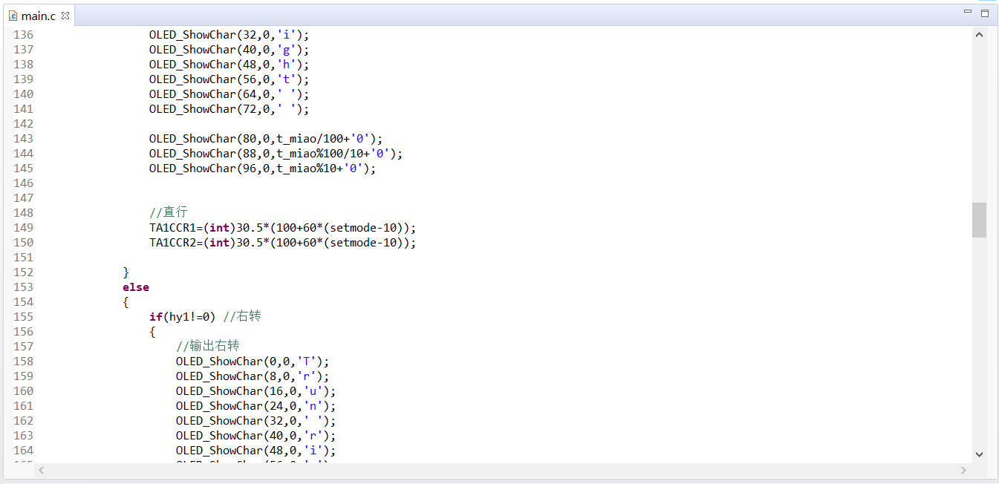 main.c
136 OLED_ShowChar(32,0,'i');
137 OLED_ShowChar(40,0,'g');
138 OLED_ShowChar(48,0,'h');
139 OLED_ShowChar(56,0,'t');
140 OLED_ShowChar(64,0,' ');
141 OLED_ShowChar(72,0,' ');
142
143 OLED_ShowChar(80,0,t_miao/100+'0');
144 OLED_ShowChar(88,0,t_miao%100/10+'0');
145 OLED_ShowChar(96,0,t_miao%10+'0');
146
147
148 //直行
149 TA1CCR1=(int)30.5*(100+60*(setmode-10));
150 TA1CCR2=(int)30.5*(100+60*(setmode-10));
151
152 }
153 else
154 {
155 if(hy1!=0) //右转
156 {
157 //输出右转
158 OLED_ShowChar(0,0,'T');
159 OLED_ShowChar(8,0,'r');
160 OLED_ShowChar(16,0,'u');
161 OLED_ShowChar(24,0,'n');
162 OLED_ShowChar(32,0,' ');
163 OLED_ShowChar(40,0,'r');
164 OLED_ShowChar(48,0,'i');